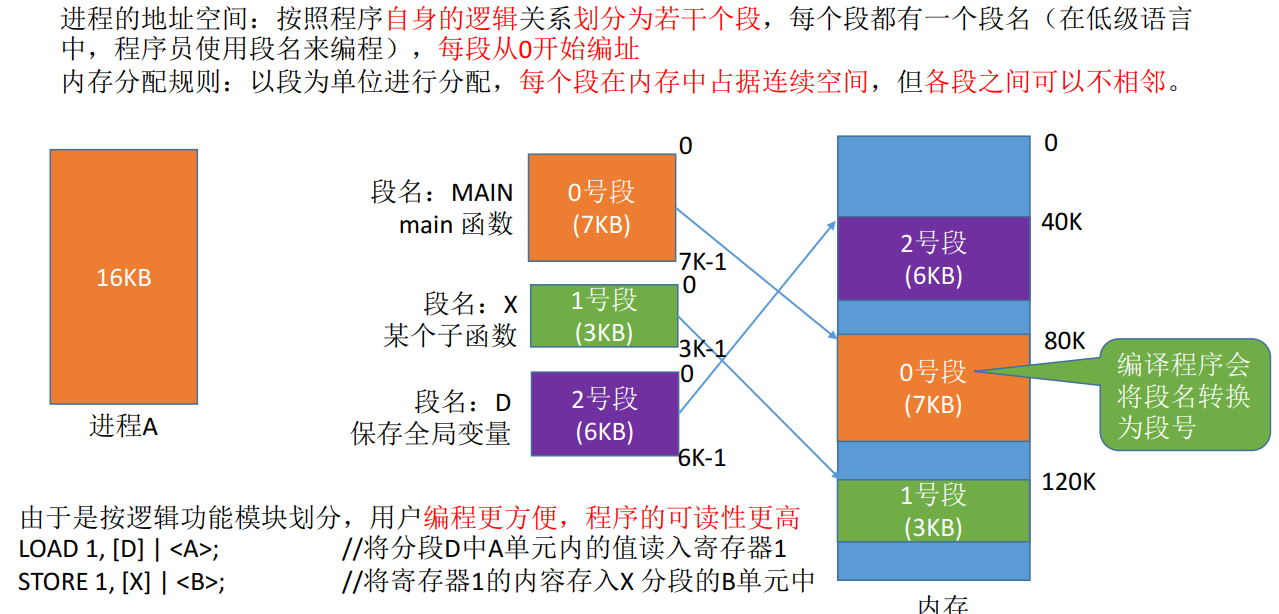 进程的地址空间：按照程序自身的逻辑关系划分为若干个段，每个段都有一个段名（在低级语言
中，程序员使用段名来编程），每段从0开始编址
内存分配规则：以段为单位进行分配，每个段在内存中占据连续空间，但各段之间可以不相邻。
16KB
进程A
段名：MAIN
main 函数
0号段
(7KB)
0
7K-1
段名：X
某个子函数
1号段
(3KB)
0
3K-1
段名：D
保存全局变量
2号段
(6KB)
0
6K-1
0
40K
2号段
(6KB)
80K
0号段
(7KB)
120K
1号段
(3KB)
内存
编译程序会
将段名转换
为段号
由于是按逻辑功能模块划分，用户编程更方便，程序的可读性更高
LOAD 1, [D] | <A>; //将分段D中A单元内的值读入寄存器1
STORE 1, [X] | <B>; //将寄存器1的内容存入X 分段的B单元中